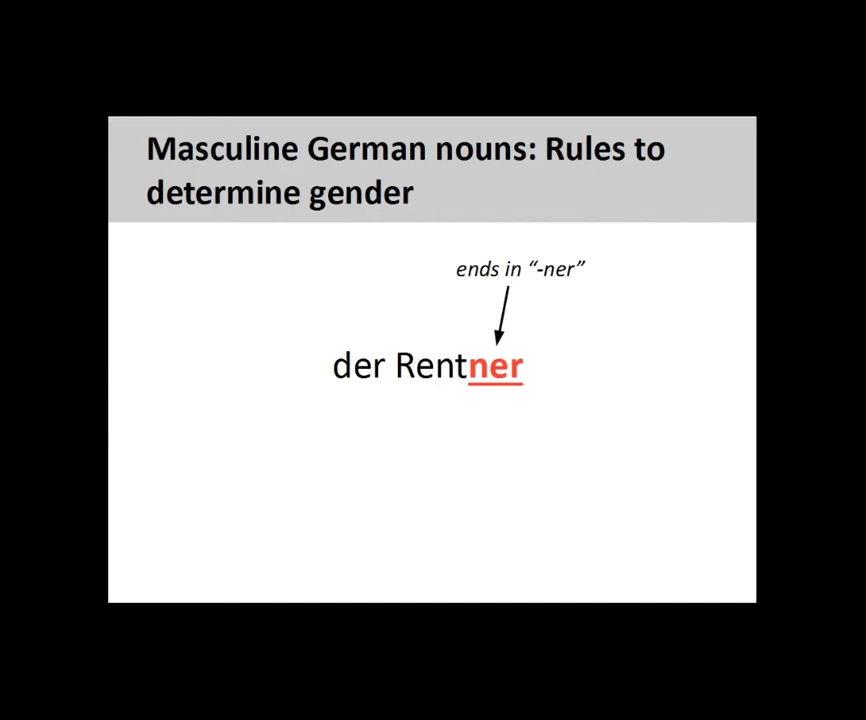 Masculine German nouns: Rules to
determine gender
ends in “-ner”
der Rentner